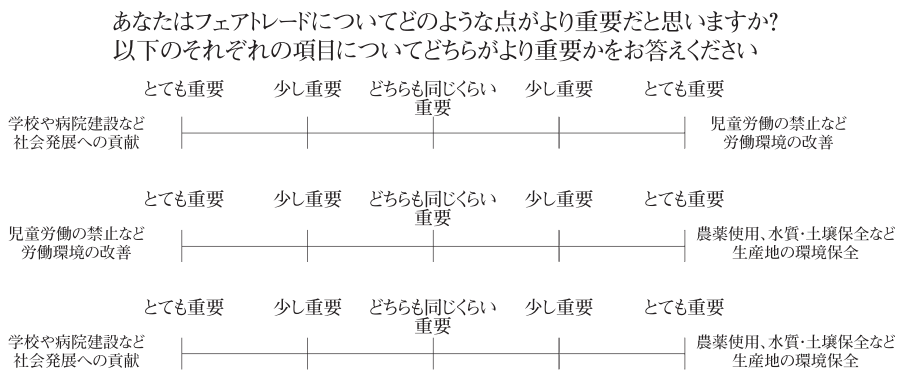 あなたはフェアトレードについてどのような点がより重要だと思いますか?
以下のそれぞれの項目についてどちらがより重要かをお答えください
とても重要 少し重要 どちらも同じくらい 少し重要 とても重要
重要
学校や病院建設など 児童労働の禁止など
社会発展への貢献 労働環境の改善
とても重要 少し重要 どちらも同じくらい 少し重要 とても重要
重要
児童労働の禁止など 農薬使用、水質・土壌保全など
労働環境の改善 生産地の環境保全
とても重要 少し重要 どちらも同じくらい 少し重要 とても重要
重要
学校や病院建設など 農薬使用、水質・土壌保全など
社会発展への貢献 生産地の環境保全